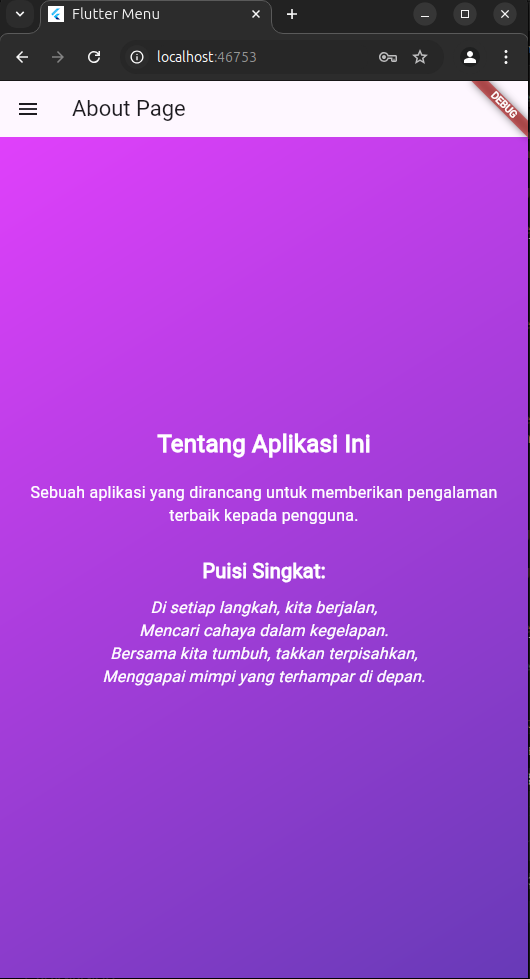 Flutter Menu
localhost:46753
About Page
DEBUG
Tentang Aplikasi Ini
Sebuah aplikasi yang dirancang untuk memberikan pengalaman
terbaik kepada pengguna.
Puisi Singkat:
Di setiap langkah, kita berjalan,
Mencari cahaya dalam kegelapan.
Bersama kita tumbuh, takkan terpisahkan,
Menggapai mimpi yang terhampar di depan.